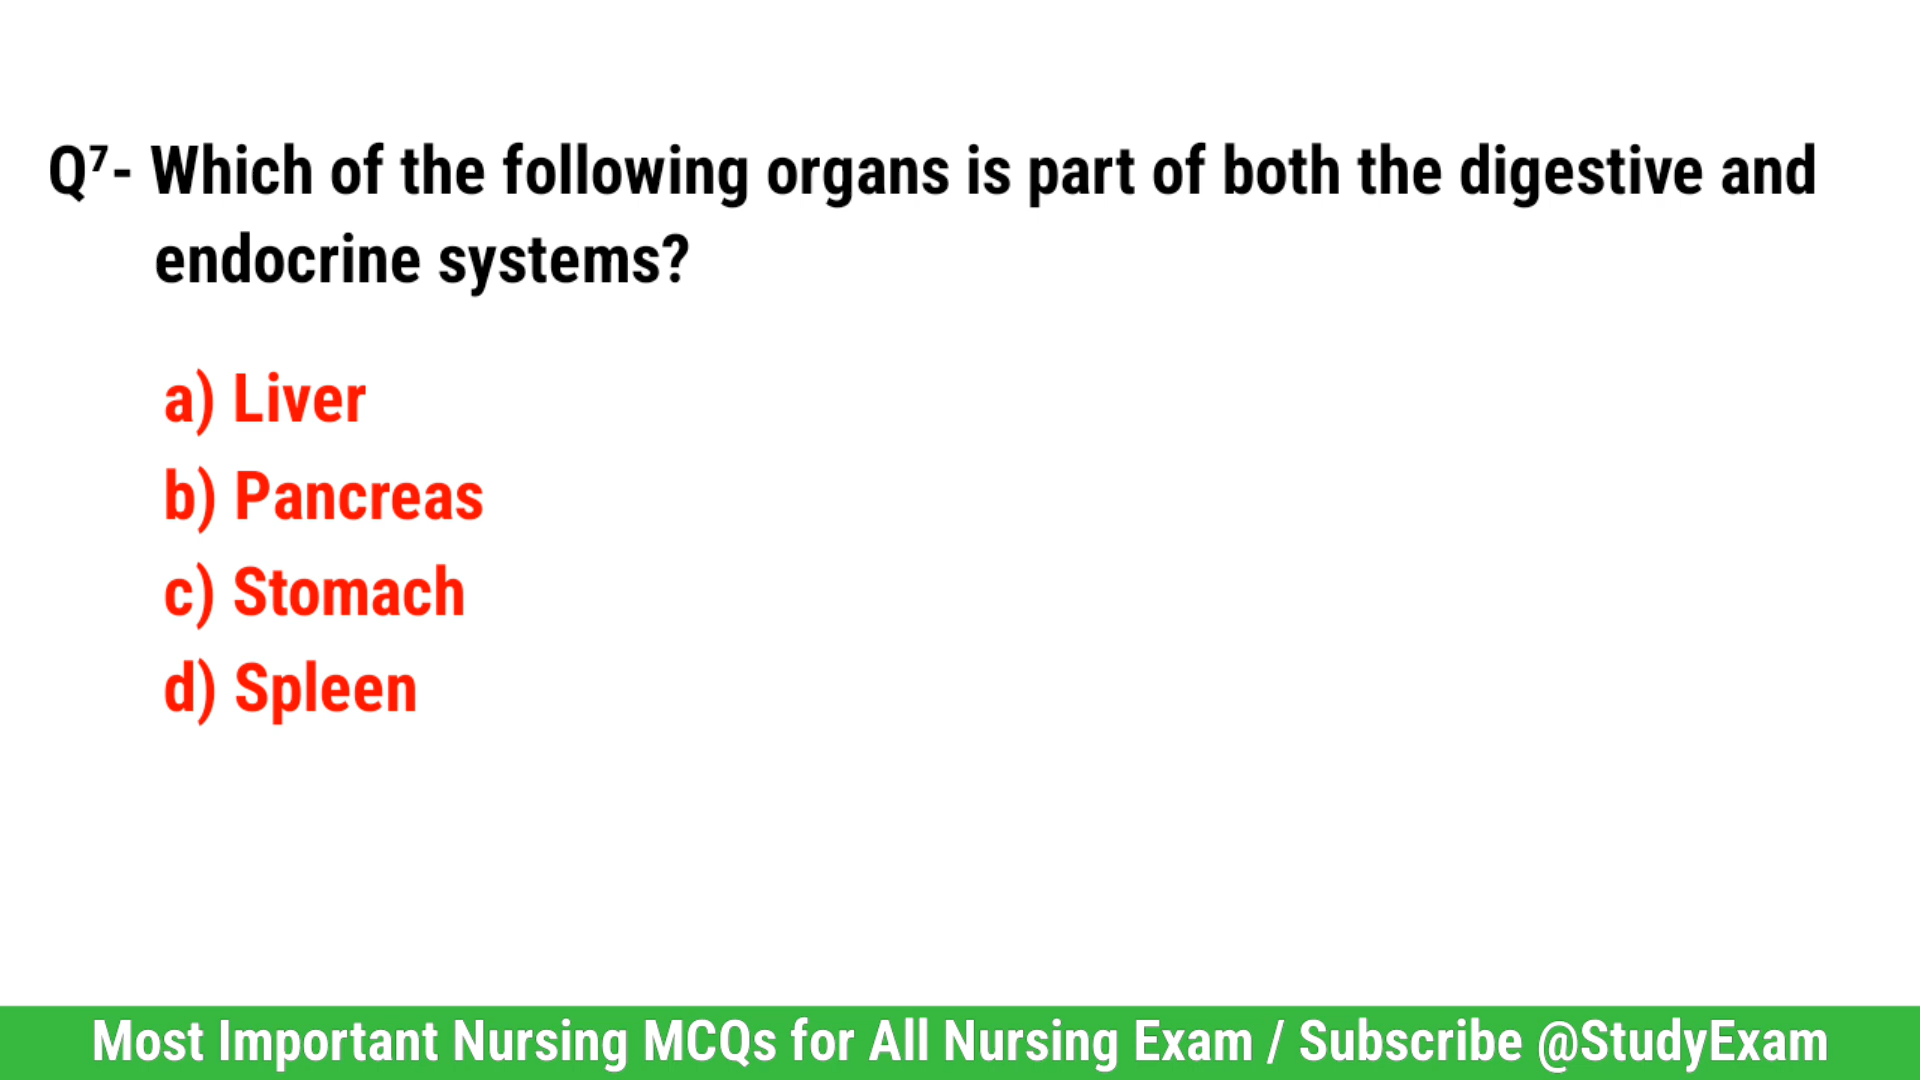 Q⁷- Which of the following organs is part of both the digestive and
endocrine systems?
a) Liver
b) Pancreas
c) Stomach
d) Spleen
Most Important Nursing MCQs for All Nursing Exam / Subscribe @StudyExam